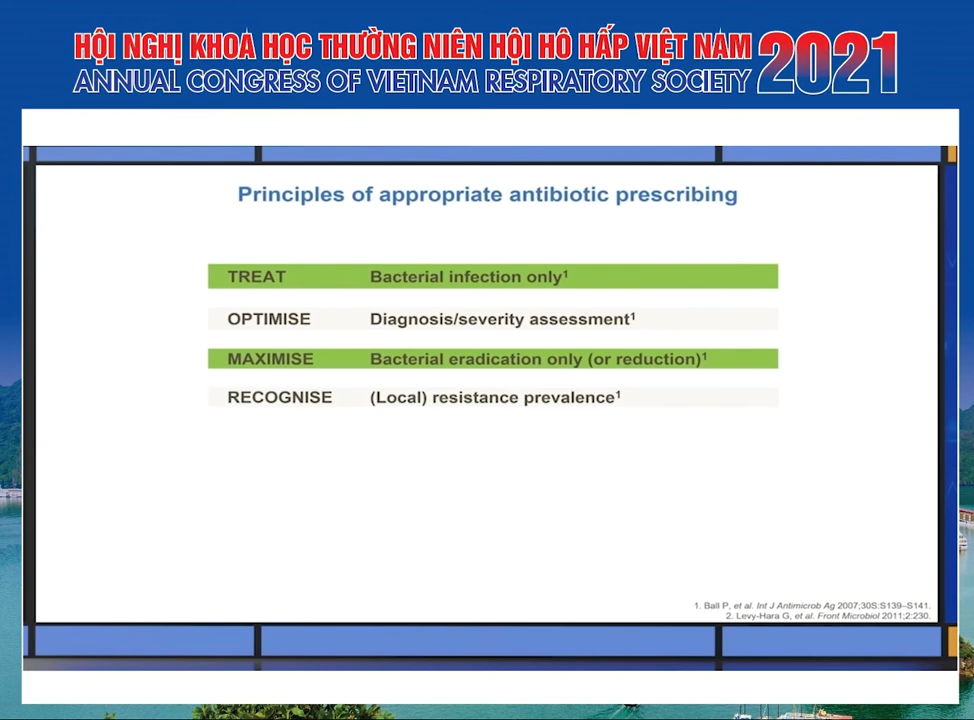 HỘI NGHỊ KHOA HỌC THƯỜNG NIÊN HỘI HÔ HẤP VIỆT NAM 2021
ANNUAL CONGRESS OF VIETNAM RESPIRATORY SOCIETY
Principles of appropriate antibiotic prescribing
TREAT Bacterial infection only¹
OPTIMISE Diagnosis/severity assessment¹
MAXIMISE Bacterial eradication only (or reduction)¹
RECOGNISE (Local) resistance prevalence¹
1. Ball P, et al. Int J Antimicrob Ag 2007;30S:S139–S141.
2. Levy-Hara G, et al. Front Microbiol 2011;2:230.